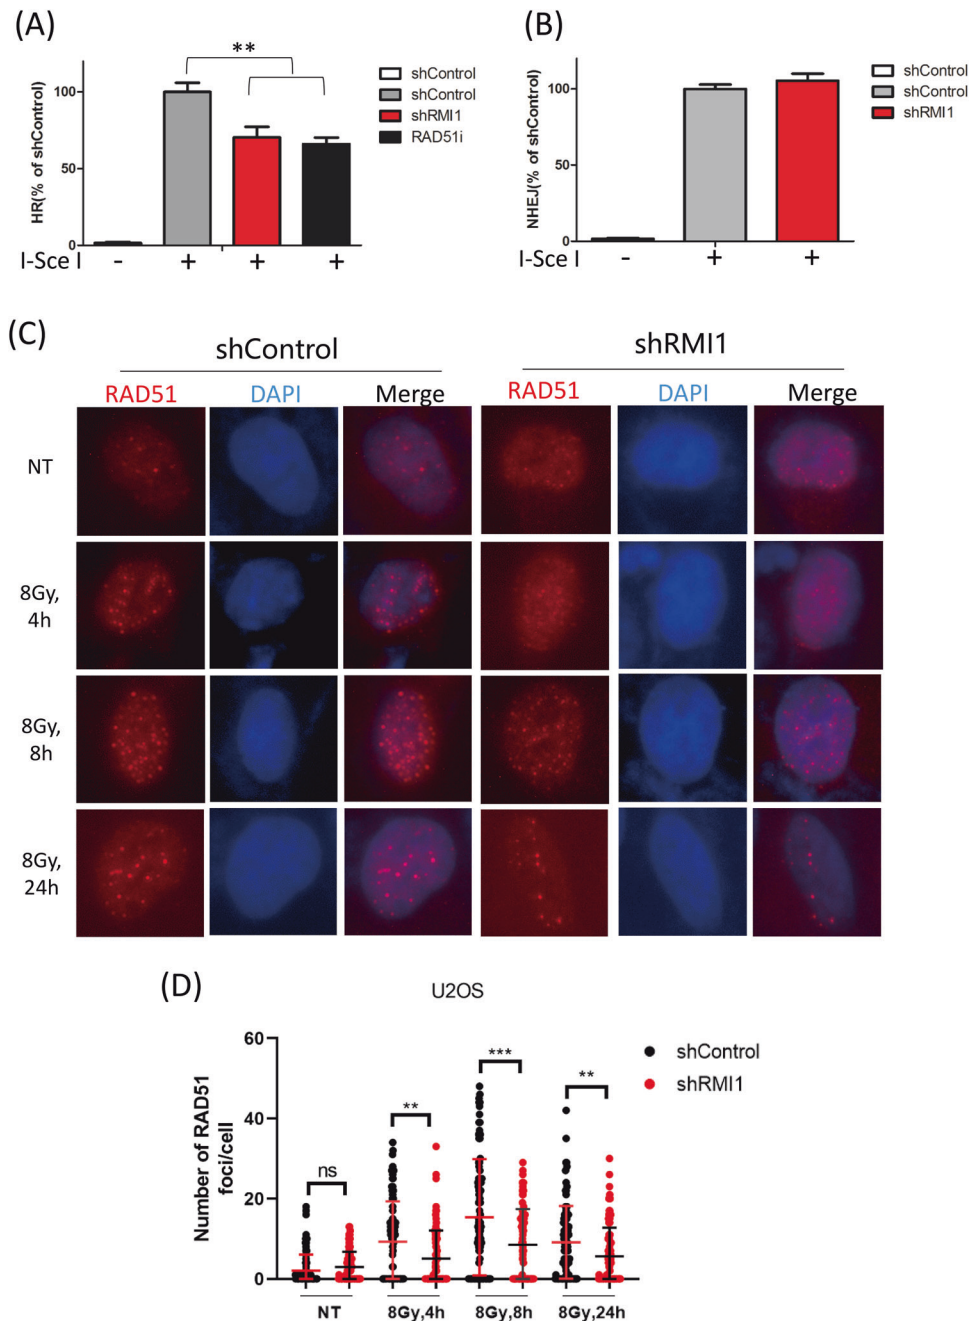 (A)
**
HR(% of shControl)
100
50
0
shControl
shControl
shRMI1
RAD51i
I-Sce I - + + +
(B)
NHEJ(% of shControl)
100
50
0
shControl
shControl
shRMI1
I-Sce I - + +
(C)
shControl shRMI1
RAD51 DAPI Merge RAD51 DAPI Merge
NT
8Gy,
4h
8Gy,
8h
8Gy,
24h
(D)
U2OS
Number of RAD51
foci/cell
60
40
20
0
ns
**
***
**
shControl
shRMI1
NT 8Gy,4h 8Gy,8h 8Gy,24h